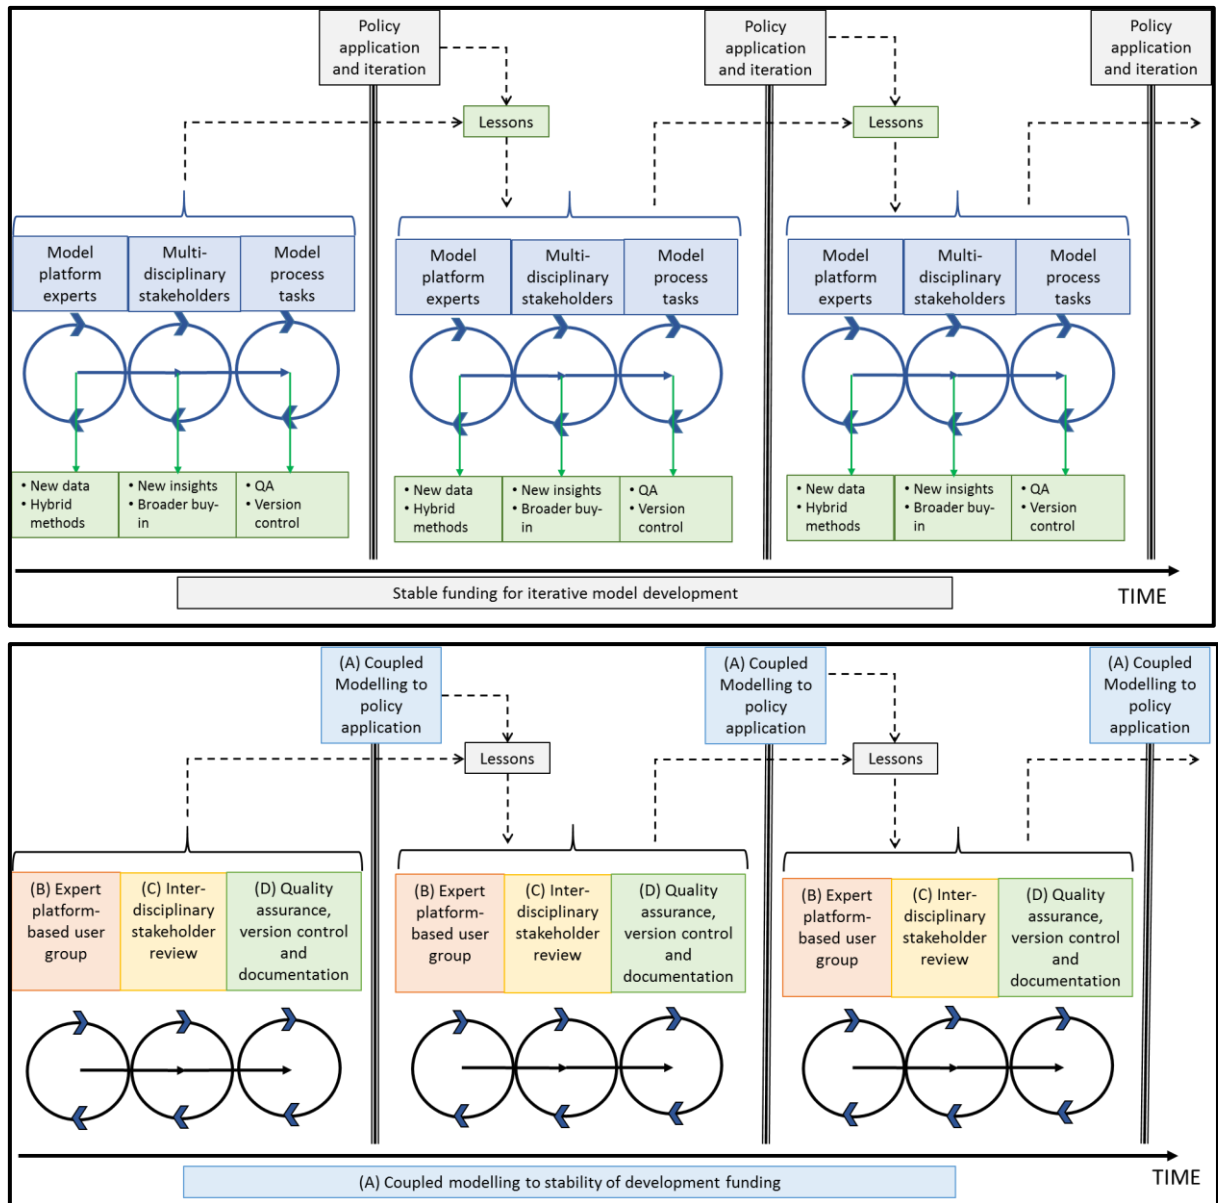 Policy
application
and iteration
Policy
application
and iteration
Policy
application
and iteration
Lessons
Lessons
Model
platform
experts
Multi-
disciplinary
stakeholders
Model
process
tasks
Model
platform
experts
Multi-
disciplinary
stakeholders
Model
process
tasks
Model
platform
experts
Multi-
disciplinary
stakeholders
Model
process
tasks
• New data
• Hybrid
methods
• New insights
• Broader buy-
in
• QA
• Version
control
• New data
• Hybrid
methods
• New insights
• Broader buy-
in
• QA
• Version
control
• New data
• Hybrid
methods
• New insights
• Broader buy-
in
• QA
• Version
control
Stable funding for iterative model development
TIME
(A) Coupled
Modelling to
policy
application
(A) Coupled
Modelling to
policy
application
(A) Coupled
Modelling to
policy
application
Lessons
Lessons
(B) Expert
platform-
based user
group
(C) Inter-
disciplinary
stakeholder
review
(D) Quality
assurance,
version control
and
documentation
(B) Expert
platform-
based user
group
(C) Inter-
disciplinary
stakeholder
review
(D) Quality
assurance,
version control
and
documentation
(B) Expert
platform-
based user
group
(C) Inter-
disciplinary
stakeholder
review
(D) Quality
assurance,
version control
and
documentation
(A) Coupled modelling to stability of development funding
TIME